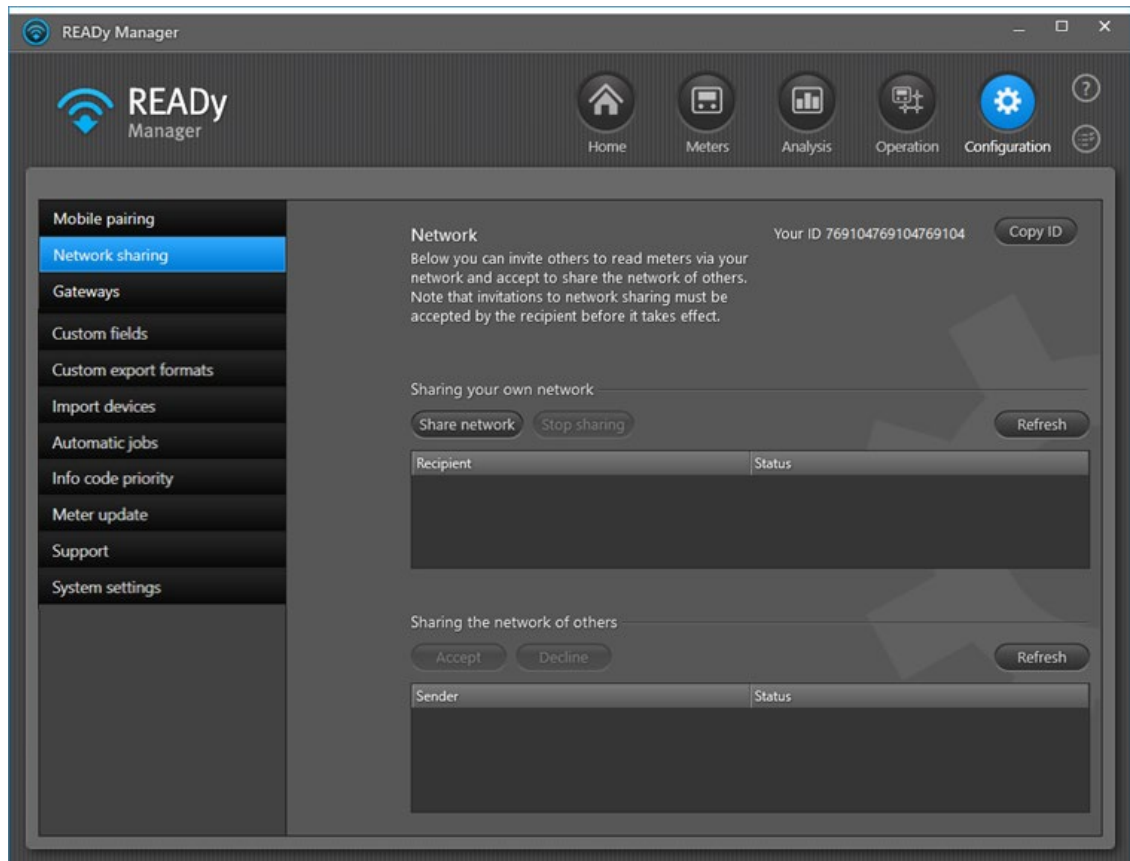 READy Manager
READy
Manager
Home
Meters
Analysis
Operation
Configuration
?
Mobile pairing
Network sharing
Gateways
Custom fields
Custom export formats
Import devices
Automatic jobs
Info code priority
Meter update
Support
System settings
Network
Your ID 769104769104769104
Copy ID
Below you can invite others to read meters via your
network and accept to share the network of others.
Note that invitations to network sharing must be
accepted by the recipient before it takes effect.
Sharing your own network
Share network
Stop sharing
Refresh
Recipient
Status
Sharing the network of others
Accept
Decline
Refresh
Sender
Status